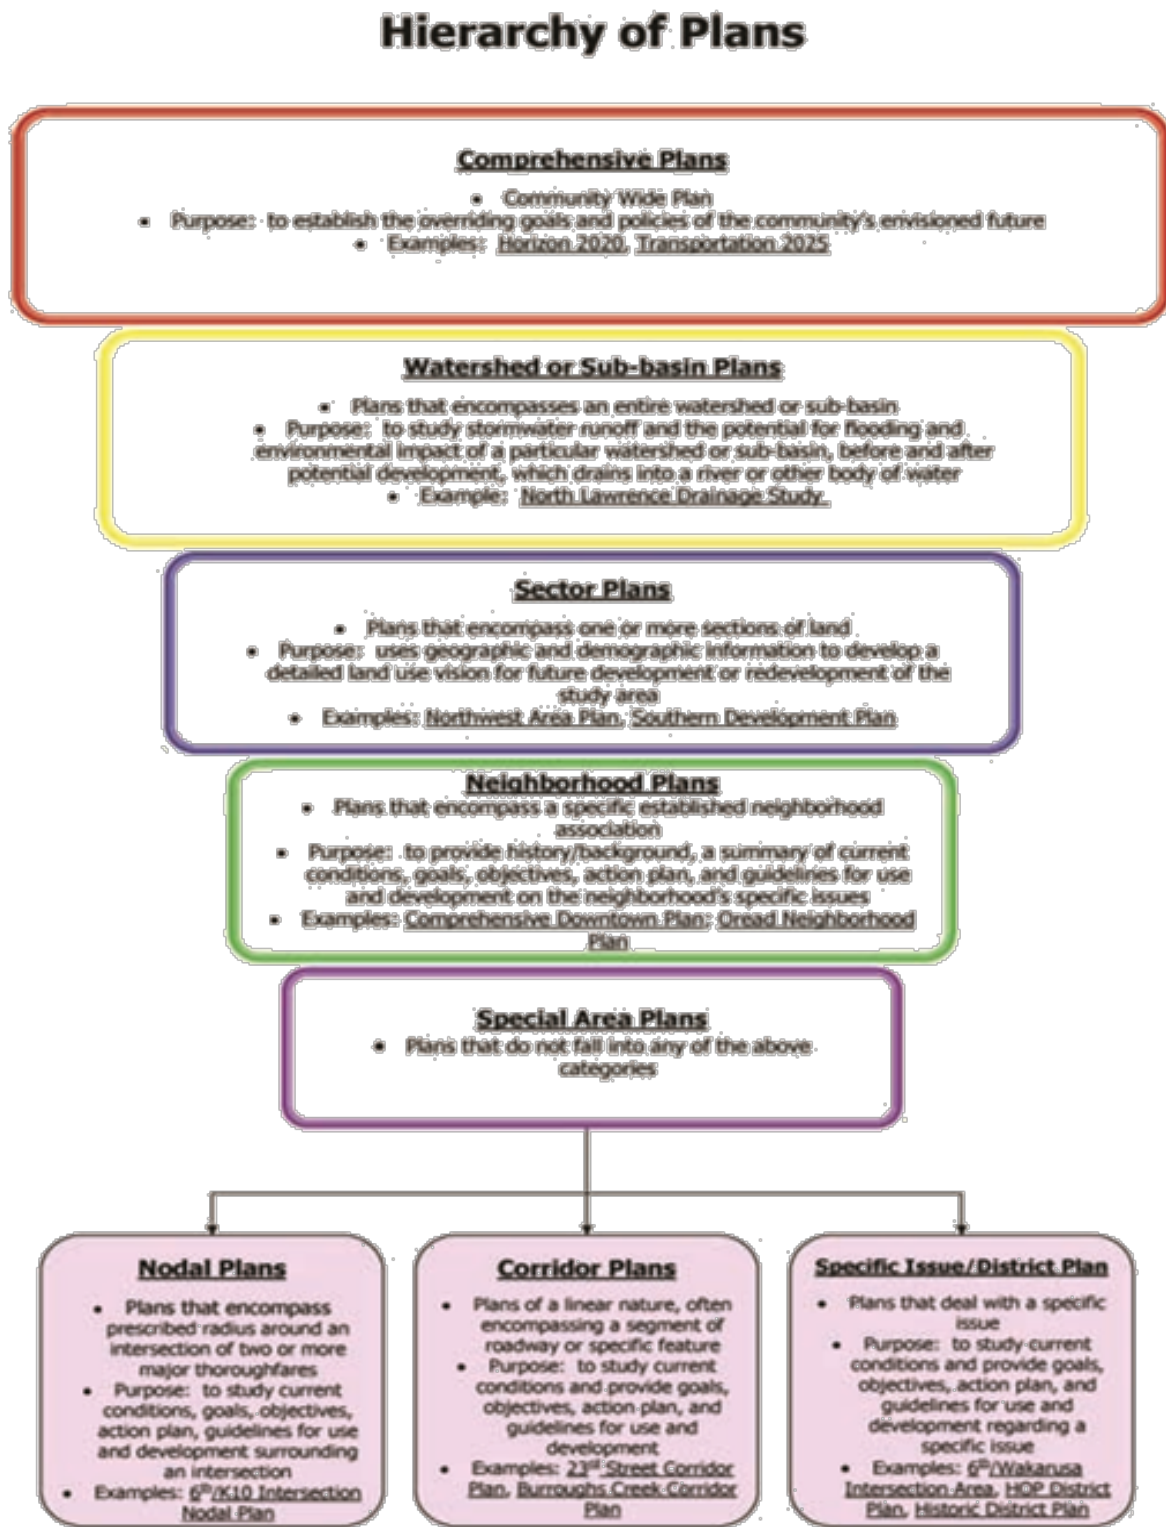 Hierarchy of Plans
Comprehensive Plans
• Community Wide Plan
• Purpose: to establish the overriding goals and policies of the community's envisioned future
• Examples: Horizon 2020, Transportation 2025
Watershed or Sub-basin Plans
• Plans that encompasses an entire watershed or sub-basin
• Purpose: to study stormwater runoff and the potential for flooding and
environmental impact of a particular watershed or sub-basin, before and after
potential development, which drains into a river or other body of water
• Example: North Lawrence Drainage Study
Sector Plans
• Plans that encompass one or more sections of land
• Purpose: uses geographic and demographic information to develop a
detailed land use vision for future development or redevelopment of the
study area
• Examples: Northwest Area Plan, Southern Development Plan
Neighborhood Plans
• Plans that encompass a specific established neighborhood
association
• Purpose: to provide history/background, a summary of current
conditions, goals, objectives, action plan, and guidelines for use
and development on the neighborhood's specific issues
• Examples: Comprehensive Downtown Plan; Oread Neighborhood
Plan
Special Area Plans
• Plans that do not fall into any of the above
categories
Nodal Plans
• Plans that encompass
prescribed radius around an
intersection of two or more
major thoroughfares
• Purpose: to study current
conditions, goals, objectives,
action plan, guidelines for use
and development surrounding
an intersection
• Examples: 6th/K10 Intersection
Nodal Plan
Corridor Plans
• Plans of a linear nature, often
encompassing a segment of
roadway or specific feature
• Purpose: to study current
conditions and provide goals,
objectives, action plan, and
guidelines for use and
development
• Examples: 23rd Street Corridor
Plan, Burroughs Creek Corridor
Plan
Specific Issue/District Plan
• Plans that deal with a specific
issue
• Purpose: to study current
conditions and provide goals,
objectives, action plan, and
guidelines for use and
development regarding a
specific issue
• Examples: 6th/Wakarusa
Intersection Area, HOP District
Plan, Historic District Plan